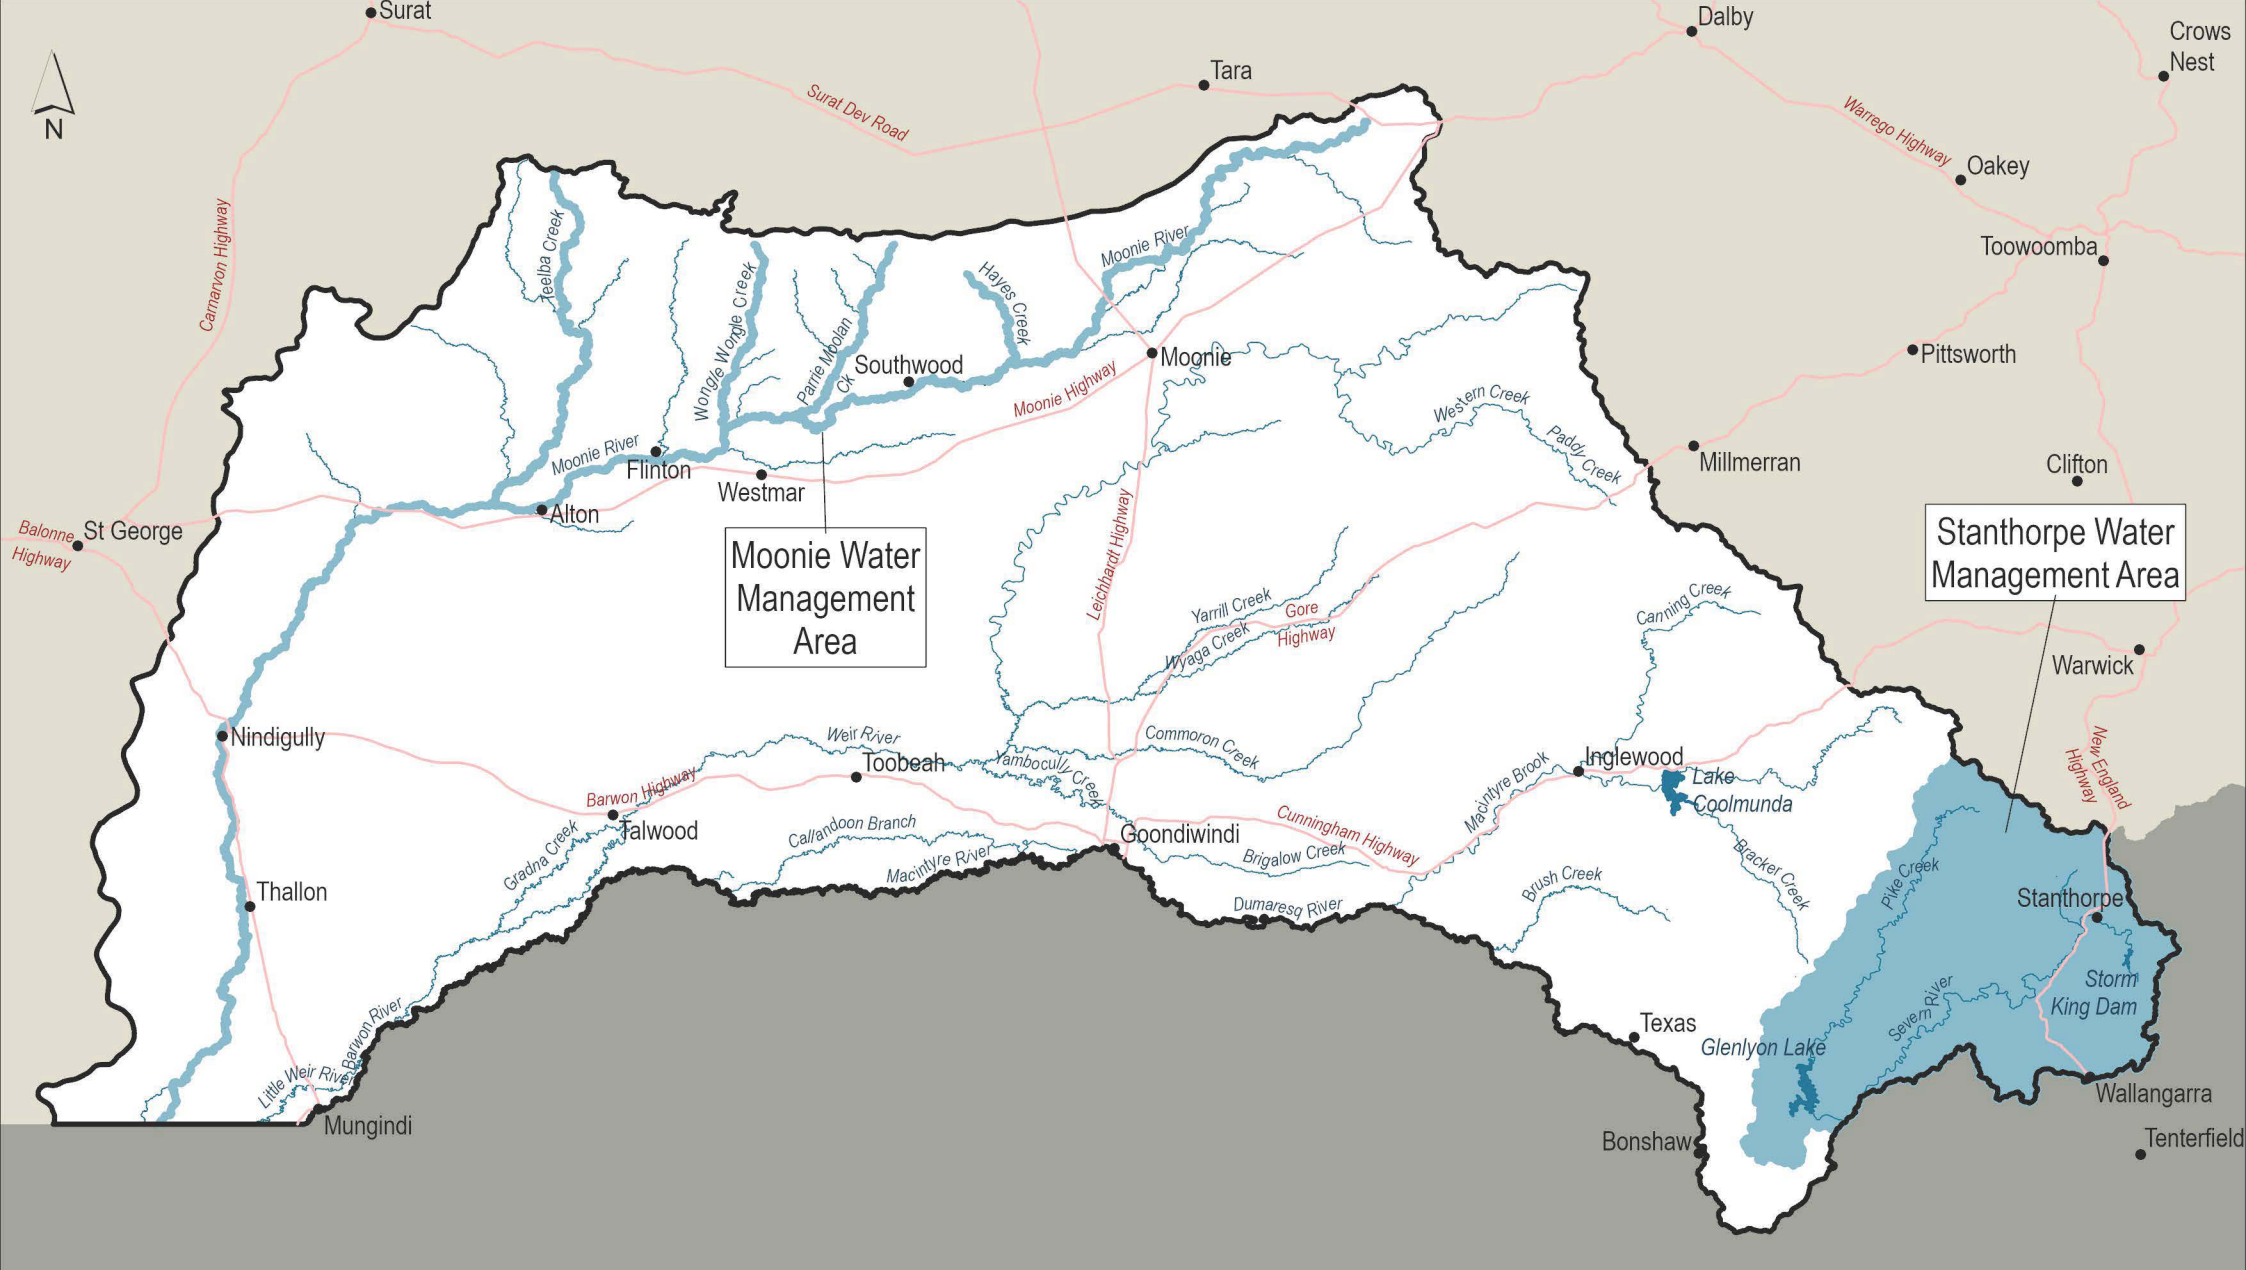 Surat
Dalby
Crows
Nest
Tara
N
Surat Dev Road
Warrego Highway
Oakey
Carnarvon Highway
Teelba Creek
Toowoomba
Moonie River
Hayes Creek
Wongle Wongle Creek
Parrie Moolan
Ck
Southwood
Moonie
Pittsworth
Moonie Highway
Western Creek
Paddy Creek
Millmerran
Clifton
Moonie River
Flinton
Westmar
Alton
St George
Balonne
Highway
Leichhardt Highway
Moonie Water
Management
Area
Stanthorpe Water
Management Area
Yarrill Creek
Gore
Highway
Wyaga Creek
Canning Creek
Warwick
Nindigully
Weir River
Toobeah
Commoron Creek
Yambocully Creek
Inglewood
Lake
Coolmunda
New England
Highway
Barwon Highway
Talwood
Macintyre Brook
Callandoon Branch
Goondiwindi
Cunningham Highway
Gradna Creek
Macintyre River
Brigalow Creek
Brush Creek
Bracker Creek
Pike Creek
Thallon
Dumaresq River
Stanthorpe
Storm
King Dam
Severn River
Barwon River
Texas
Glenlyon Lake
Little Weir River
Mungindi
Wallangarra
Bonshaw
Tenterfield